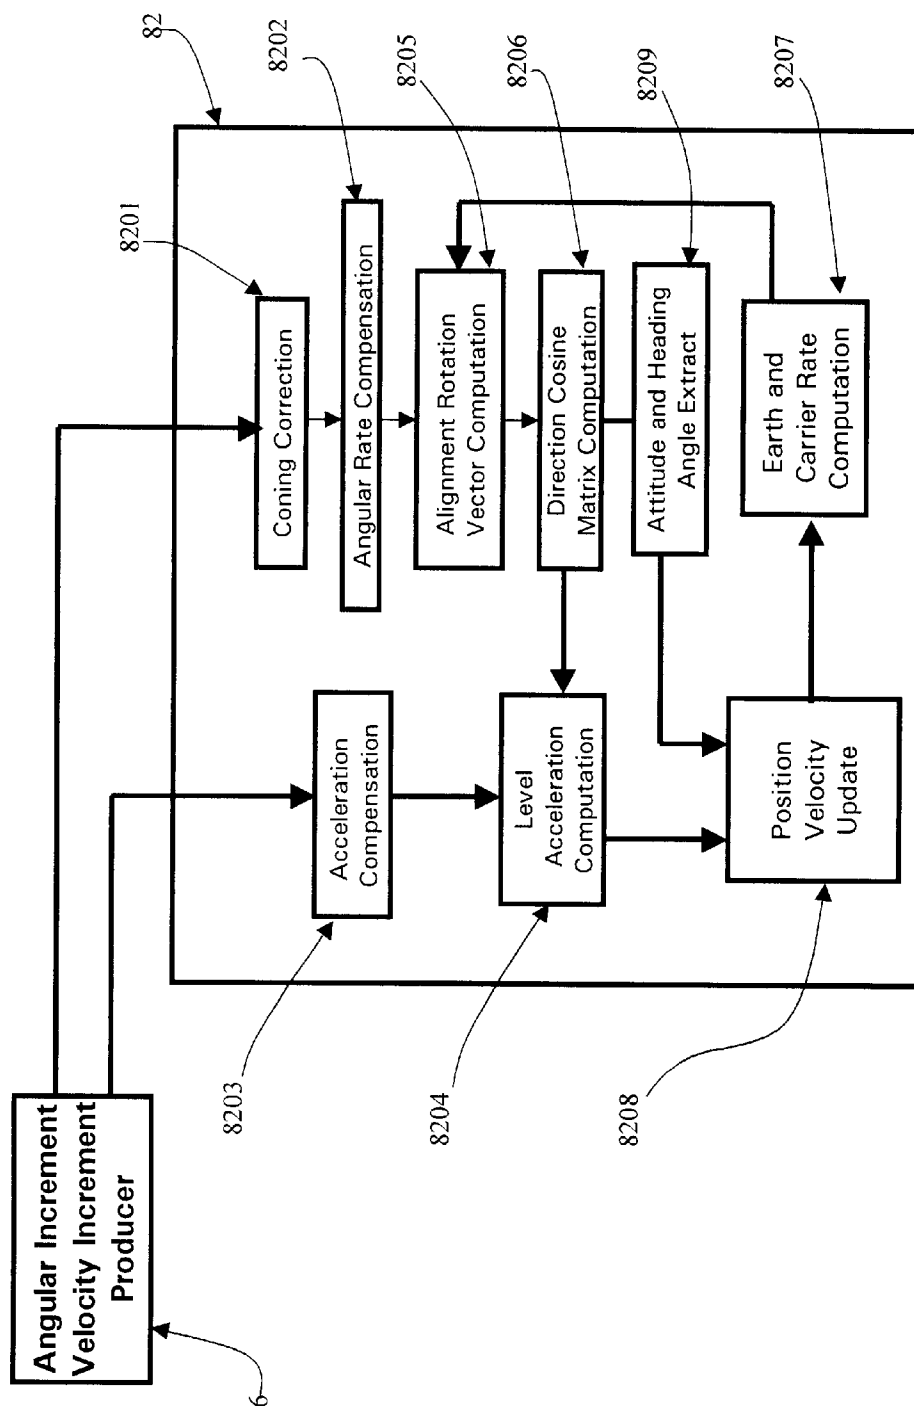 Angular Increment
Velocity Increment
Producer
6
82
8201
Coning Correction
8202
Angular Rate Compensation
8205
Alignment Rotation
Vector Computation
8206
Direction Cosine
Matrix Computation
8209
Attitude and Heading
Angle Extract
8207
Earth and
Carrier Rate
Computation
8203
Acceleration
Compensation
8204
Level
Acceleration
Computation
8208
Position
Velocity
Update